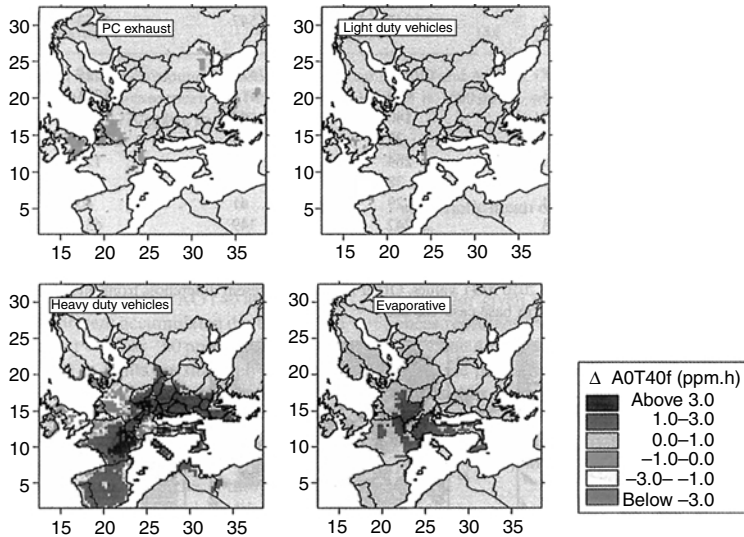 PC exhaust
Light duty vehicles
30
25
20
15
10
5
30
25
20
15
10
5
15 20 25 30 35
15 20 25 30 35
Heavy duty vehicles
Evaporative
30
25
20
15
10
5
30
25
20
15
10
5
15 20 25 30 35
15 20 25 30 35
Δ A0T40f (ppm.h)
Above 3.0
1.0–3.0
0.0–1.0
–1.0–0.0
–3.0– –1.0
Below –3.0